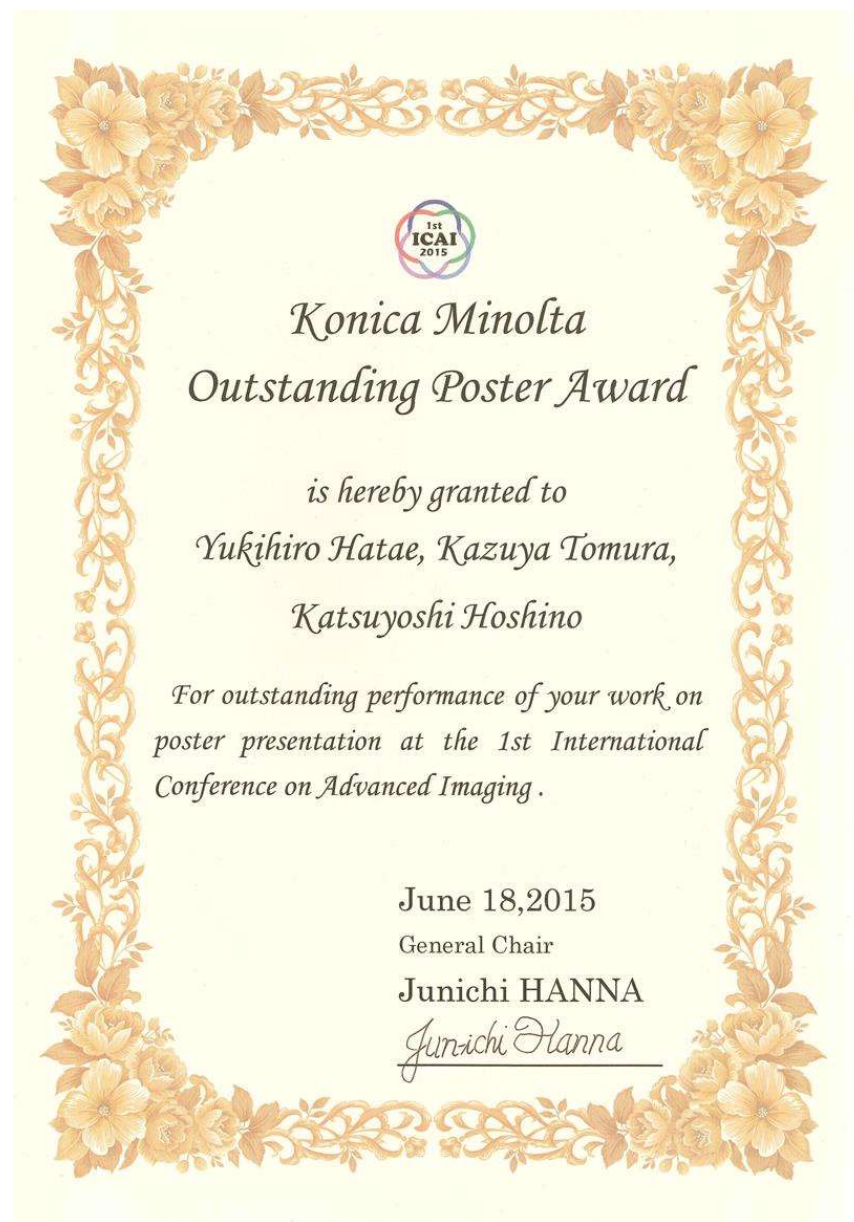 1st
ICAI
2015
Konica Minolta
Outstanding Poster Award
is hereby granted to
Yukihiro Hatae, Kazuya Tomura,
Katsuyoshi Hoshino
For outstanding performance of your work on
poster presentation at the 1st International
Conference on Advanced Imaging .
June 18,2015
General Chair
Junichi HANNA
Jun-ichi Hanna